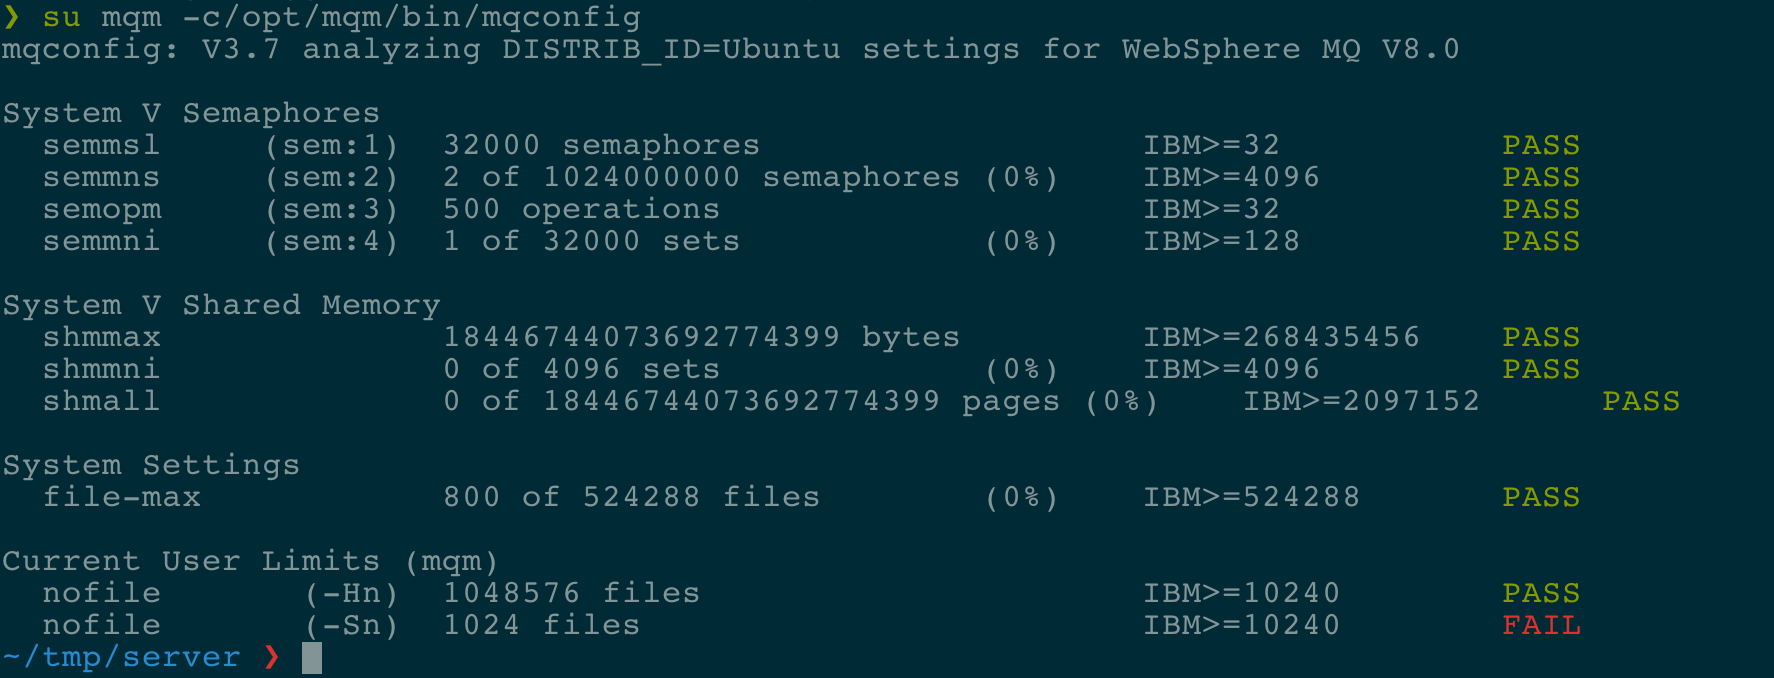 ❯ su mqm -c/opt/mqm/bin/mqconfig
mqconfig: V3.7 analyzing DISTRIB_ID=Ubuntu settings for WebSphere MQ V8.0
System V Semaphores
semmsl (sem:1) 32000 semaphores IBM>=32 PASS
semmns (sem:2) 2 of 1024000000 semaphores (0%) IBM>=4096 PASS
semopm (sem:3) 500 operations IBM>=32 PASS
semmni (sem:4) 1 of 32000 sets (0%) IBM>=128 PASS
System V Shared Memory
shmmax 18446744073692774399 bytes IBM>=268435456 PASS
shmmni 0 of 4096 sets (0%) IBM>=4096 PASS
shmall 0 of 18446744073692774399 pages (0%) IBM>=2097152 PASS
System Settings
file-max 800 of 524288 files (0%) IBM>=524288 PASS
Current User Limits (mqm)
nofile (-Hn) 1048576 files IBM>=10240 PASS
nofile (-Sn) 1024 files IBM>=10240 FAIL
~/tmp/server ❯